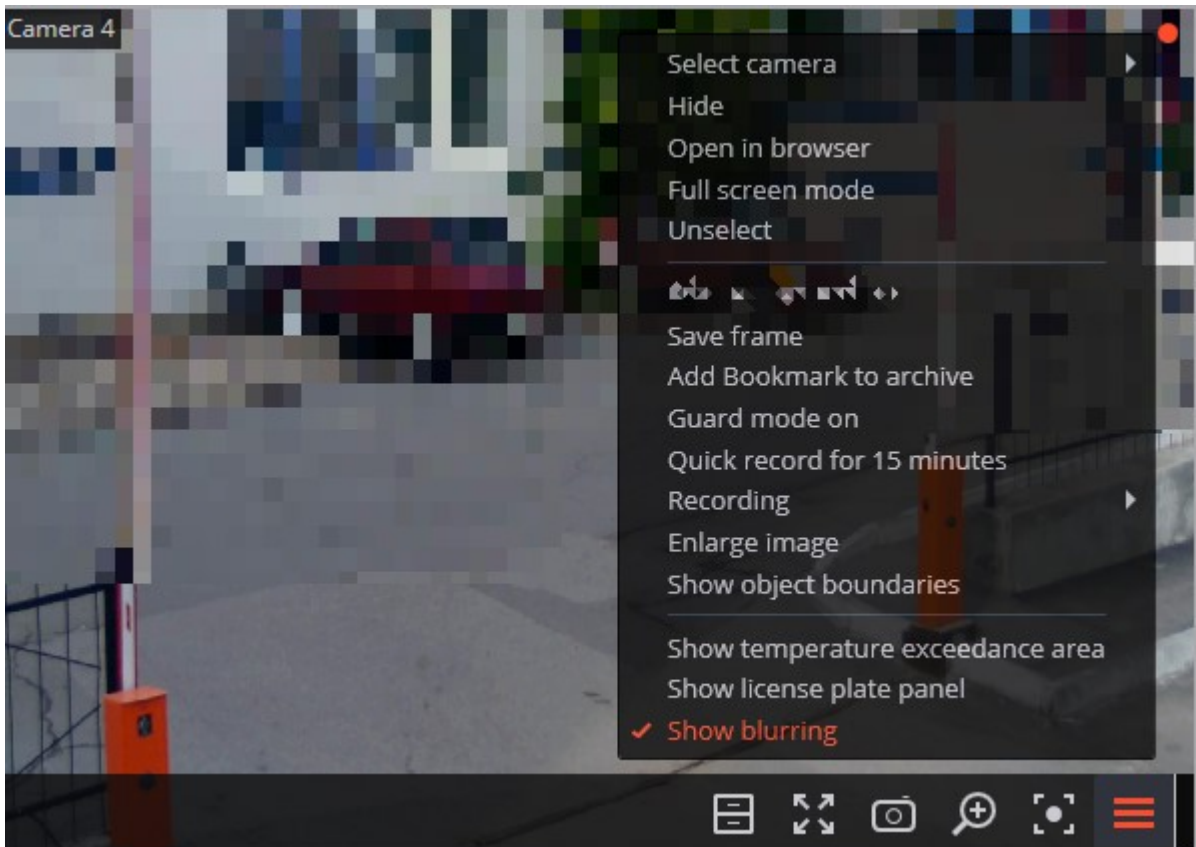 Camera 4
Select camera
Hide
Open in browser
Full screen mode
Unselect
Save frame
Add Bookmark to archive
Guard mode on
Quick record for 15 minutes
Recording
Enlarge image
Show object boundaries
Show temperature exceedance area
Show license plate panel
Show blurring